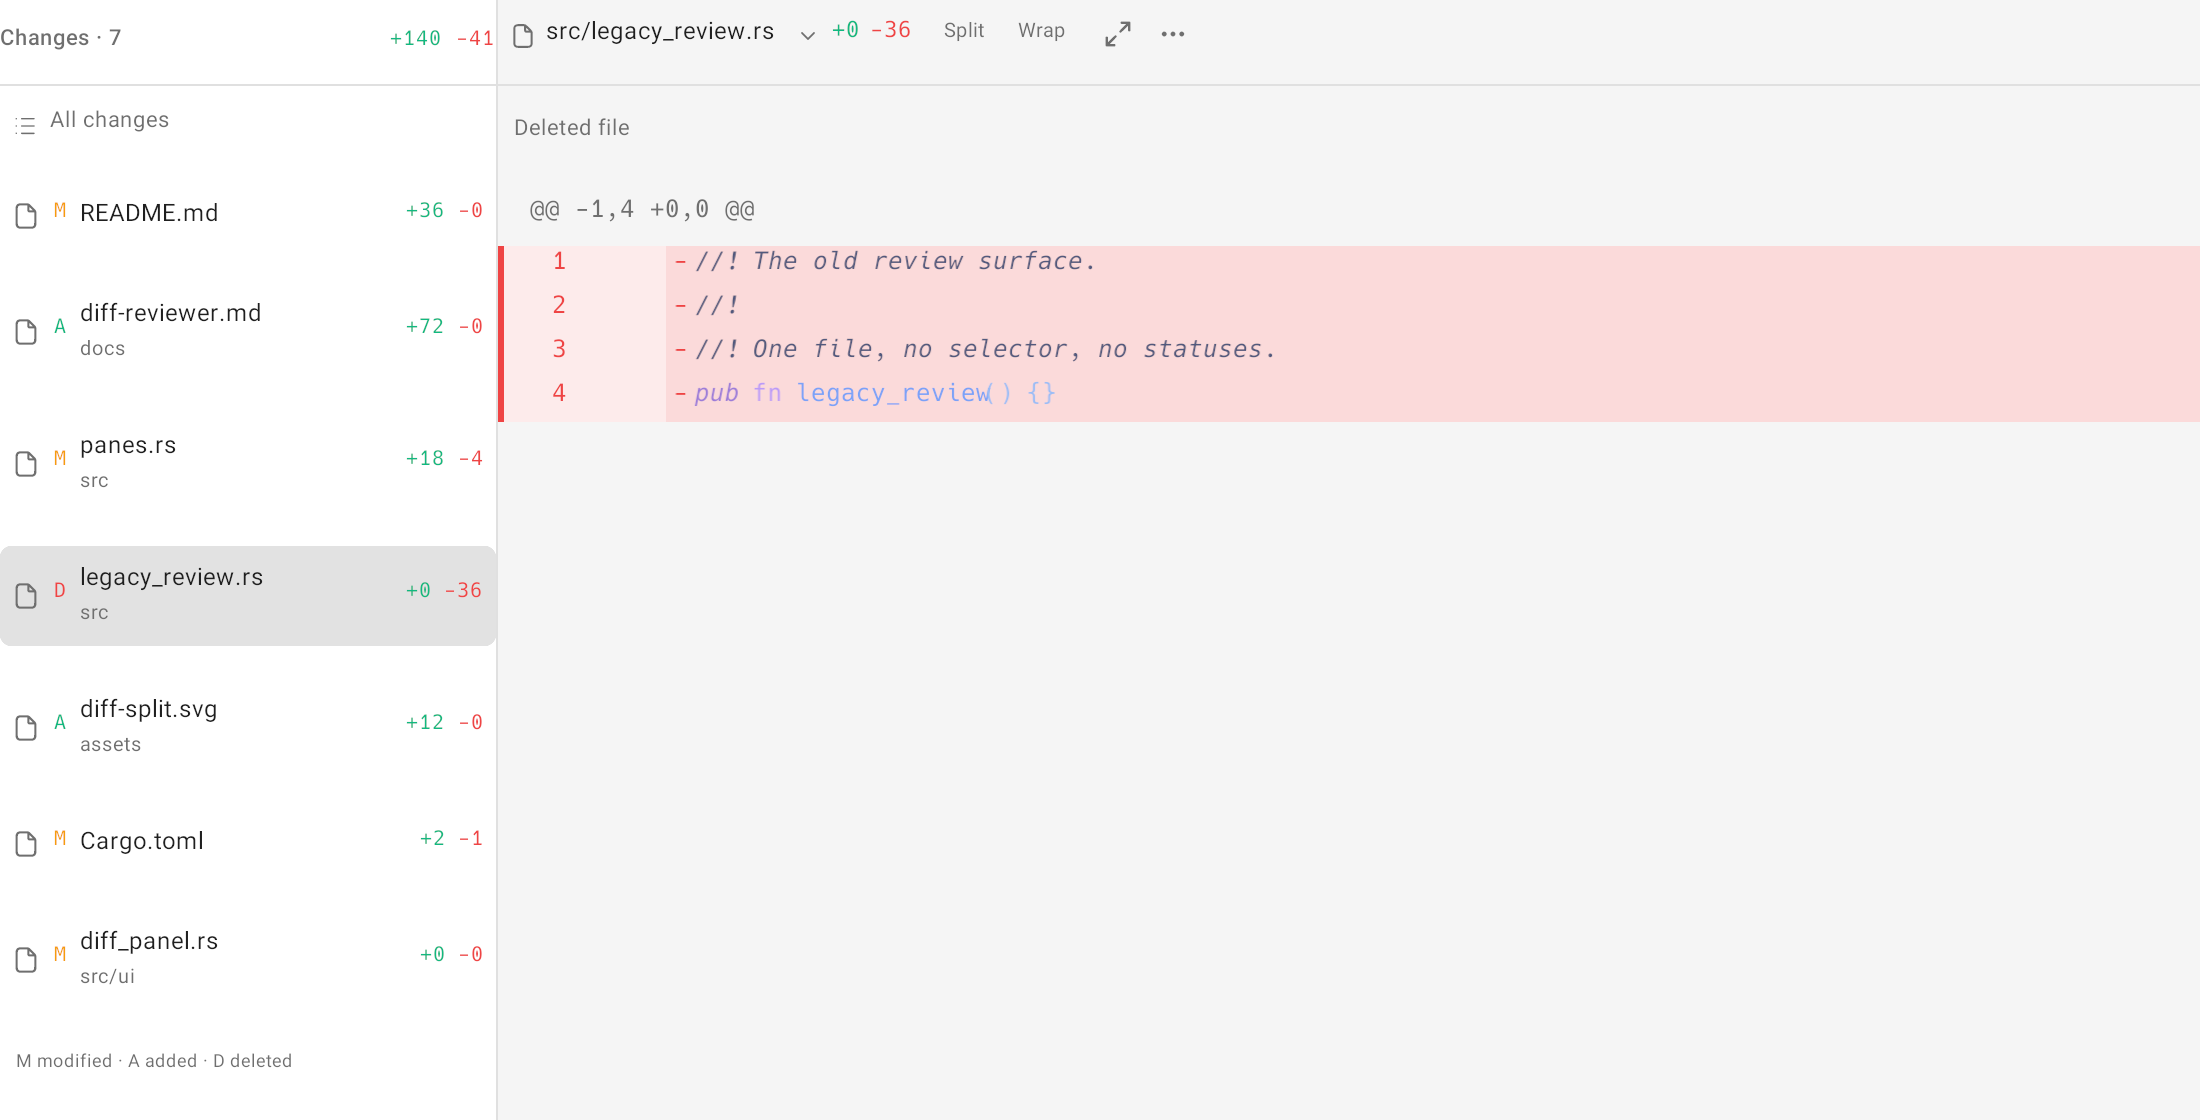 Changes · 7 +140 -41
All changes
M README.md +36 -0
A diff-reviewer.md +72 -0
docs
M panes.rs +18 -4
src
D legacy_review.rs +0 -36
src
A diff-split.svg +12 -0
assets
M Cargo.toml +2 -1
M diff_panel.rs +0 -0
src/ui
M modified · A added · D deleted
src/legacy_review.rs +0 -36 Split Wrap
Deleted file
@@ -1,4 +0,0 @@
1 - //! The old review surface.
2 - //!
3 - //! One file, no selector, no statuses.
4 - pub fn legacy_review() {}